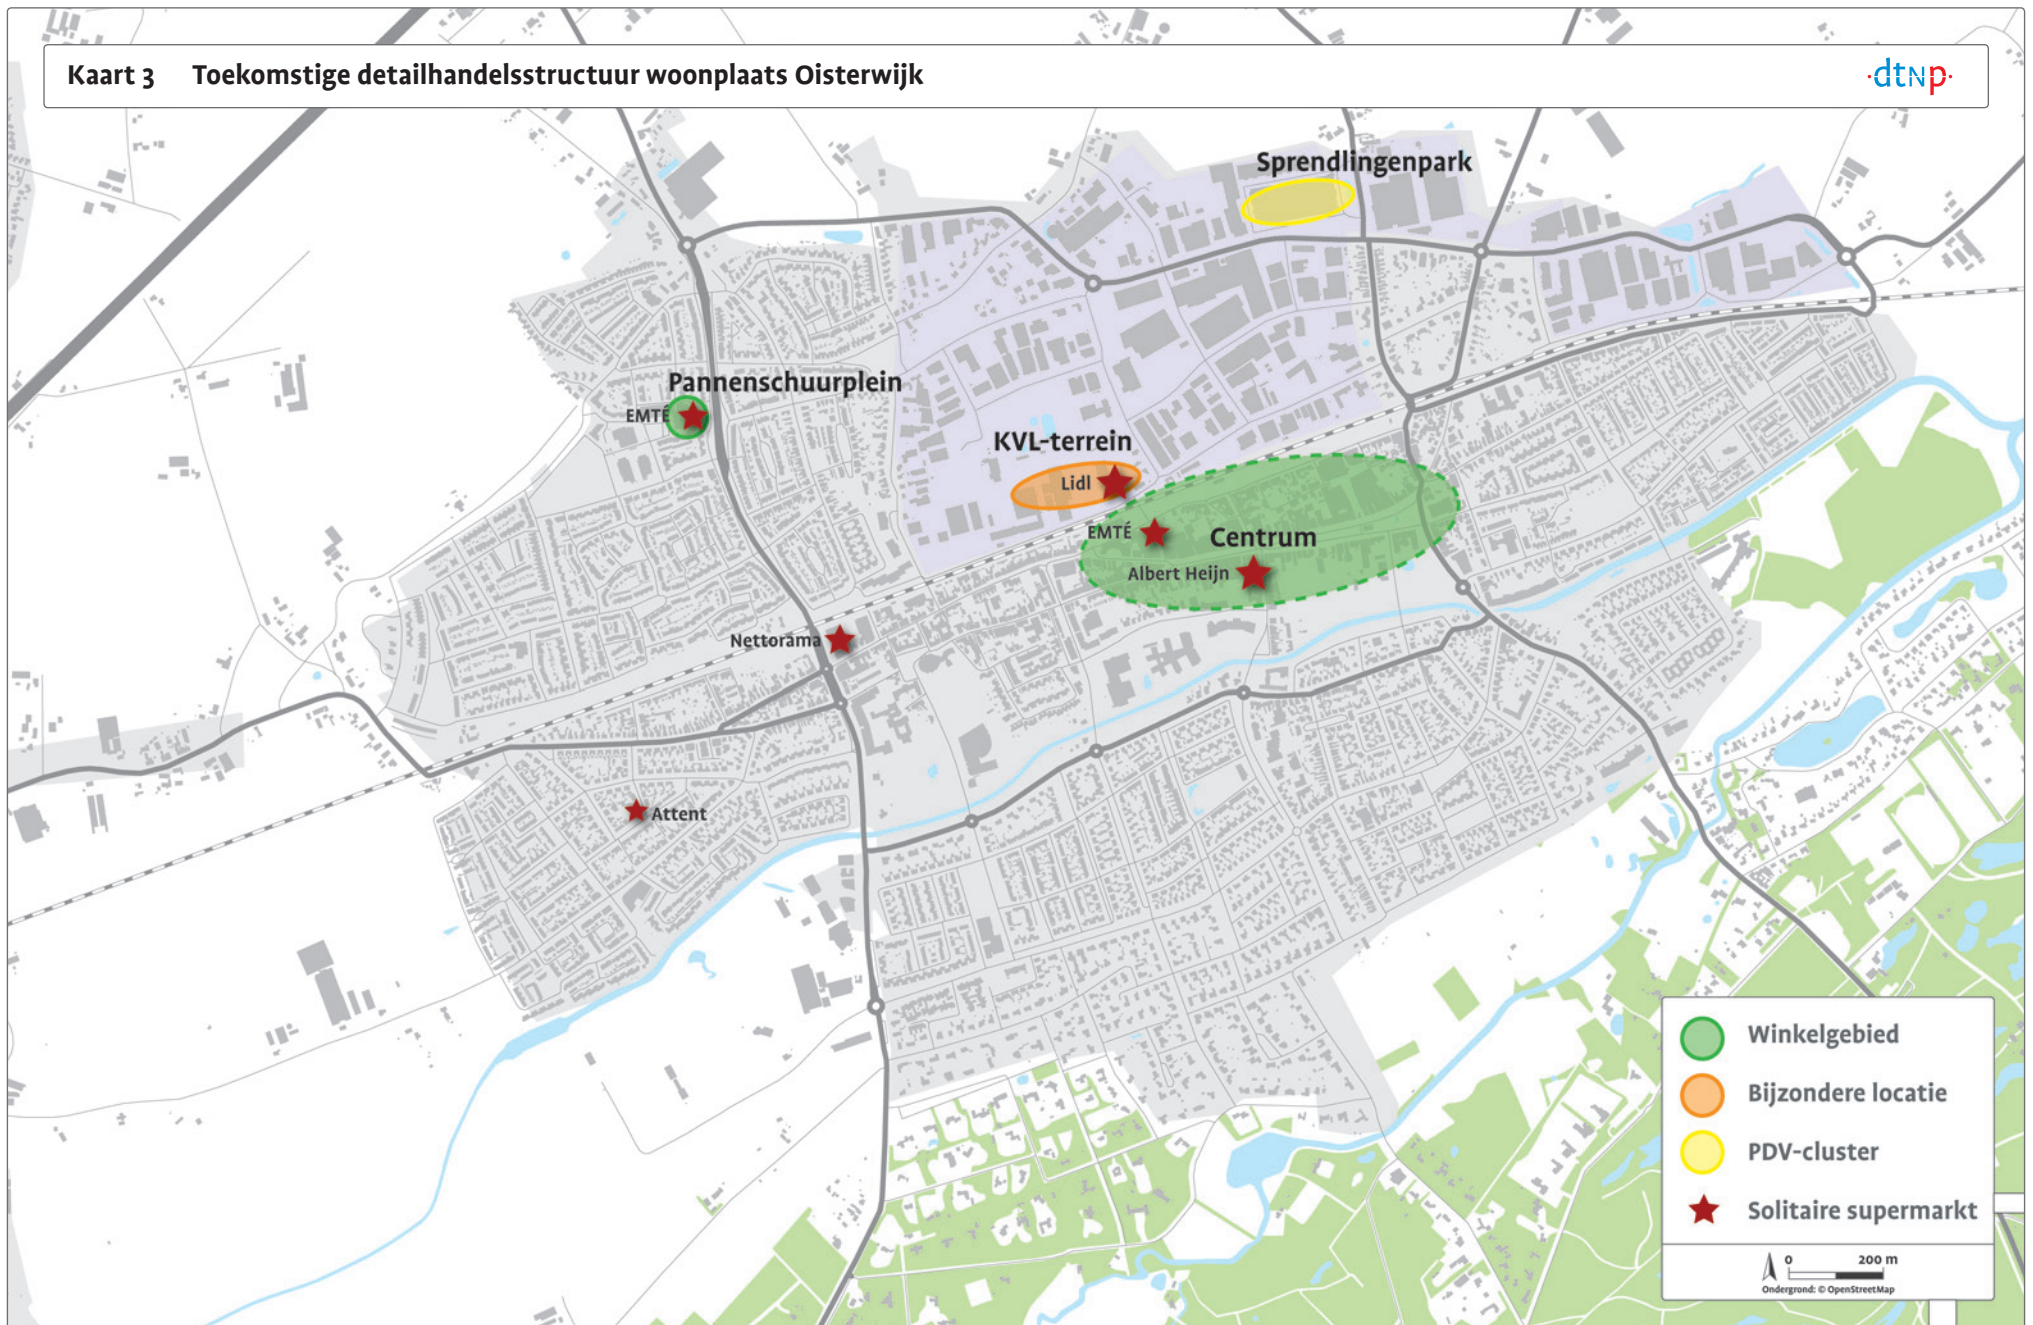 Kaart 3 Toekomstige detailhandelsstructuur woonplaats Oisterwijk
dtnp
Sprendlingenpark
Pannenschuurplein
EMTÉ
KVL-terrein
Lidl
EMTÉ
Centrum
Albert Heijn
Nettorama
Attent
Winkelgebied
Bijzondere locatie
PDV-cluster
Solitaire supermarkt
0 200 m
Ondergrond: © OpenStreetMap